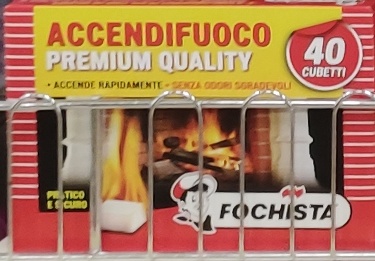 ACCENDIFUOCO
PREMIUM QUALITY
• ACCENDE RAPIDAMENTE • SENZA ODORI SGRADEVOLI
40
CUBETTI
PRATICO
E SICURO
FOCHISTA